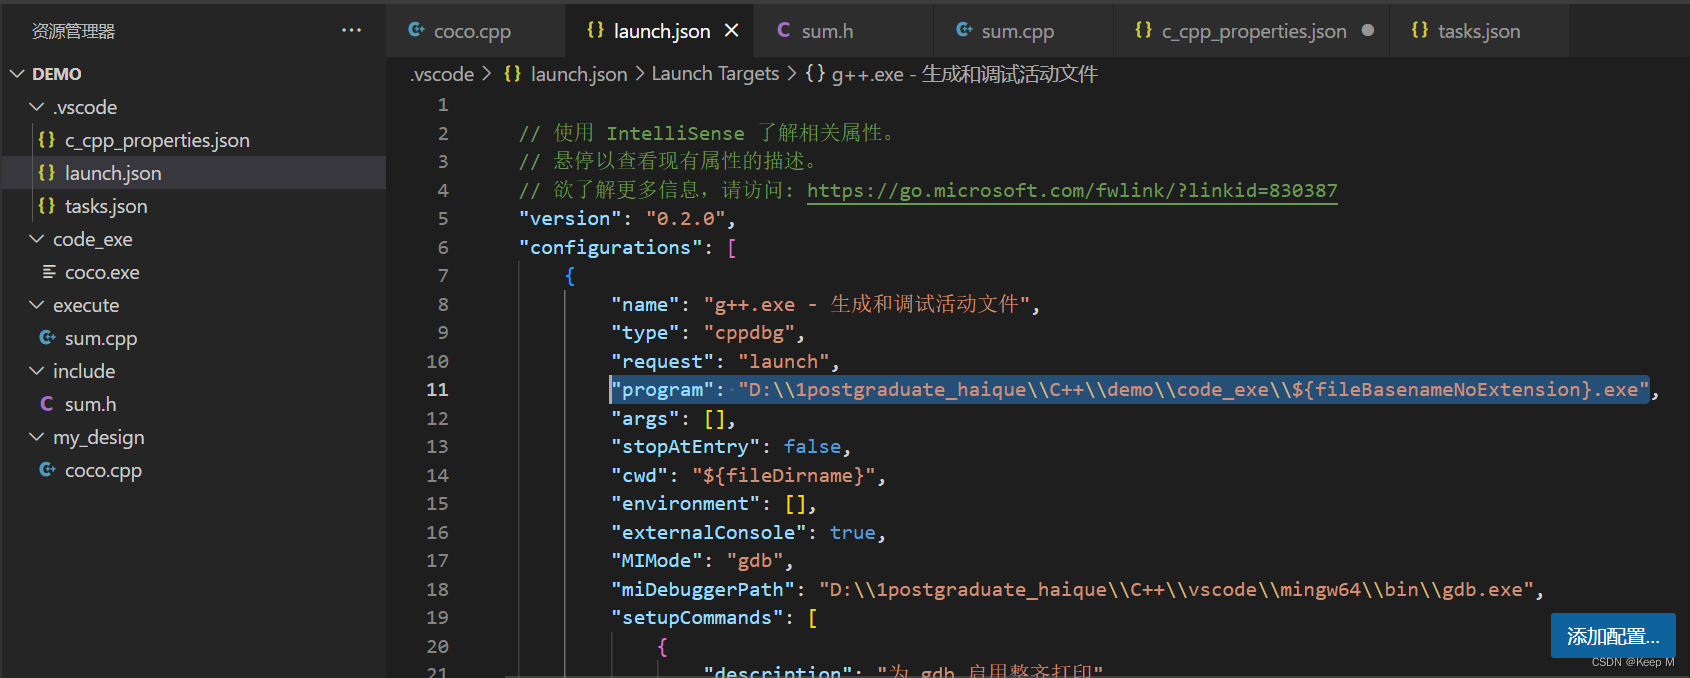 资源管理器
···
DEMO
.vscode
c_cpp_properties.json
launch.json
tasks.json
code_exe
coco.exe
execute
sum.cpp
include
sum.h
my_design
coco.cpp
coco.cpp
launch.json
sum.h
sum.cpp
c_cpp_properties.json
tasks.json
.vscode > {} launch.json > Launch Targets > {} g++.exe - 生成和调试活动文件
1
2 // 使用 IntelliSense 了解相关属性。
3 // 悬停以查看现有属性的描述。
4 // 欲了解更多信息，请访问: https://go.microsoft.com/fwlink/?linkid=830387
5 "version": "0.2.0",
6 "configurations": [
7 {
8 "name": "g++.exe - 生成和调试活动文件",
9 "type": "cppdbg",
10 "request": "launch",
11 "program": "D:\\1postgraduate_haique\\C++\\demo\\code_exe\\${fileBasenameNoExtension}.exe",
12 "args": [],
13 "stopAtEntry": false,
14 "cwd": "${fileDirname}",
15 "environment": [],
16 "externalConsole": true,
17 "MIMode": "gdb",
18 "miDebuggerPath": "D:\\1postgraduate_haique\\C++\\vscode\\mingw64\\bin\\gdb.exe",
19 "setupCommands": [
20 {
21 "description": "为 gdb 启用整齐打印"
添加配置...
CSDN @Keep M